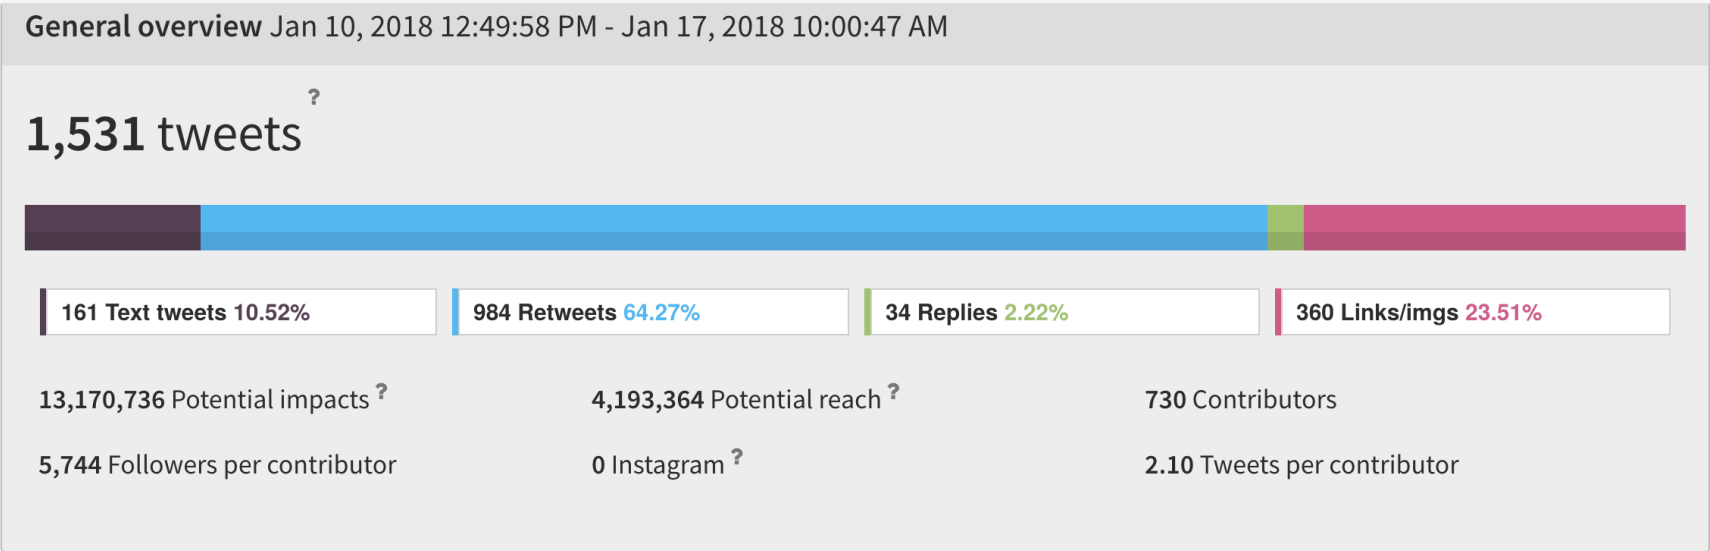 General overview Jan 10, 2018 12:49:58 PM - Jan 17, 2018 10:00:47 AM
1,531 tweets ?
161 Text tweets 10.52% 984 Retweets 64.27% 34 Replies 2.22% 360 Links/imgs 23.51%
13,170,736 Potential impacts ? 4,193,364 Potential reach ? 730 Contributors
5,744 Followers per contributor 0 Instagram ? 2.10 Tweets per contributor